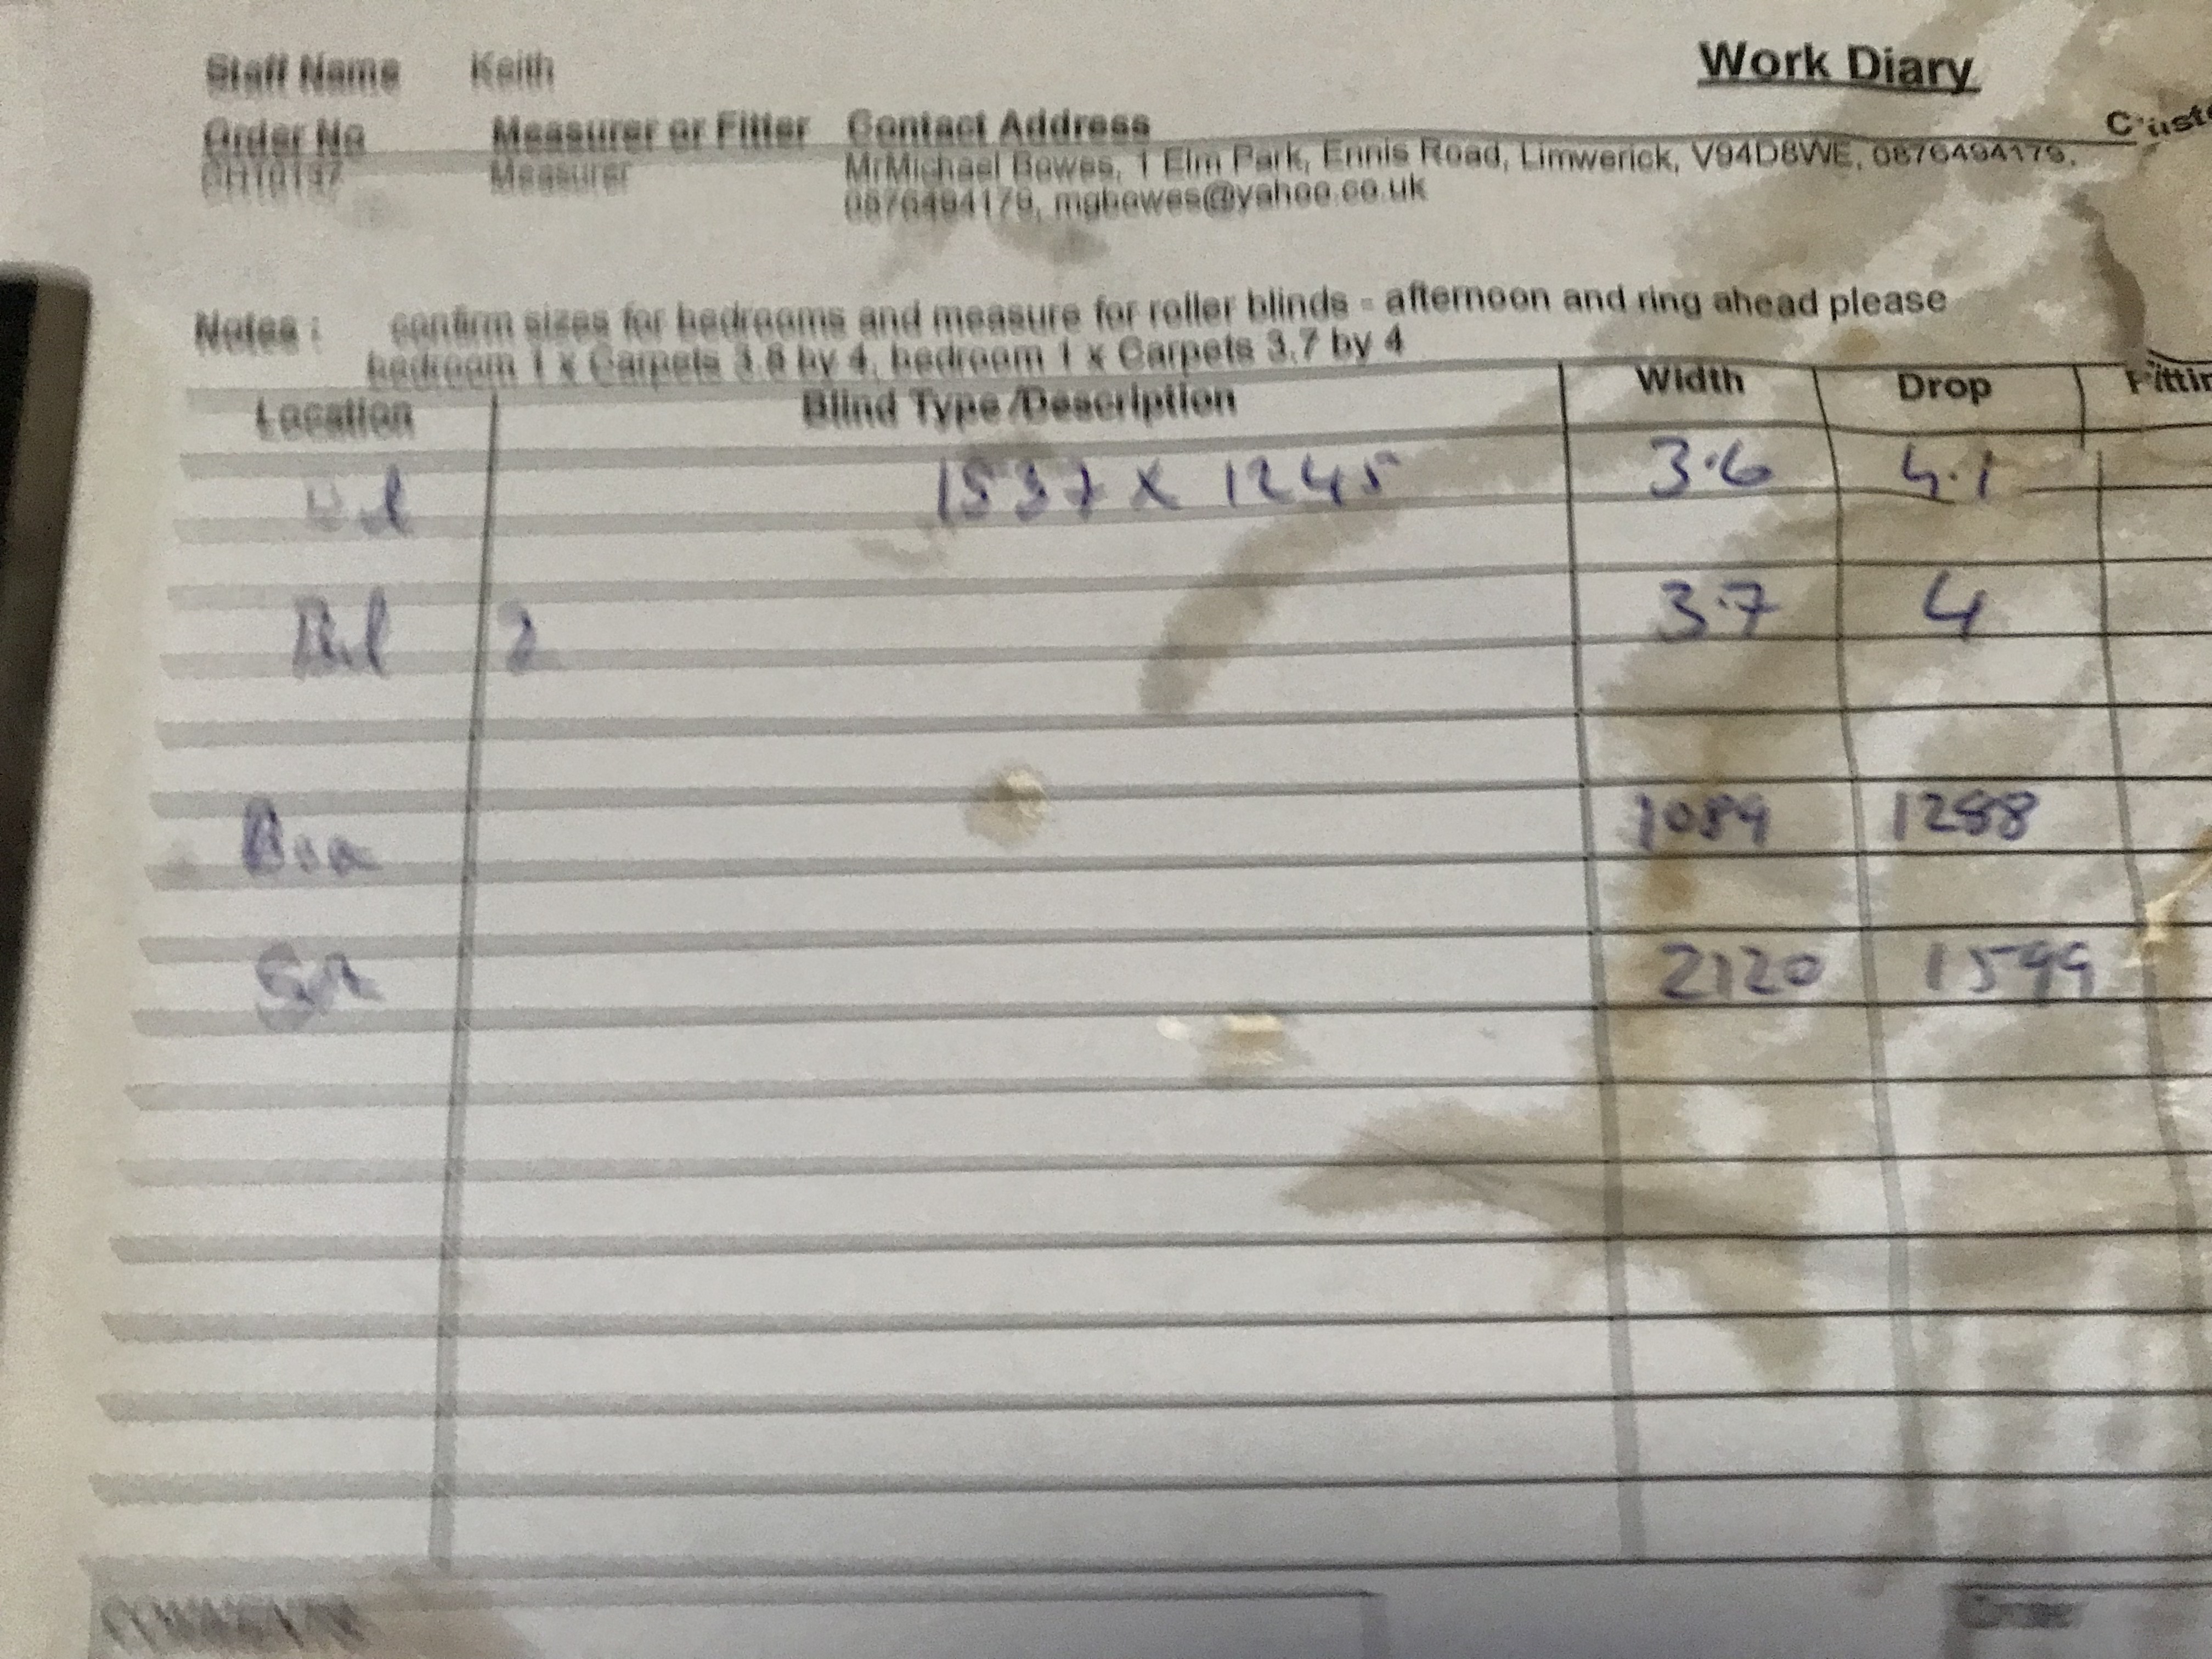 Work Diary
Staff Name Keith
Order No Measurer or Fitter Contact Address
Measurer MrMichael Bowes, 1 Elm Park, Ennis Road, Limwerick, V94D8WE, 0876494179,
0876494179, mgbowes@yahoo.co.uk
Notes : confirm sizes for bedrooms and measure for roller blinds - afternoon and ring ahead please
bedroom 1 x Carpets 3.6 by 4, bedroom 1 x Carpets 3.7 by 4
Location Blind Type /Description Width Drop
1537 x 1245 3.6 4.1
2 3.7 4
1089 1288
2120 1599